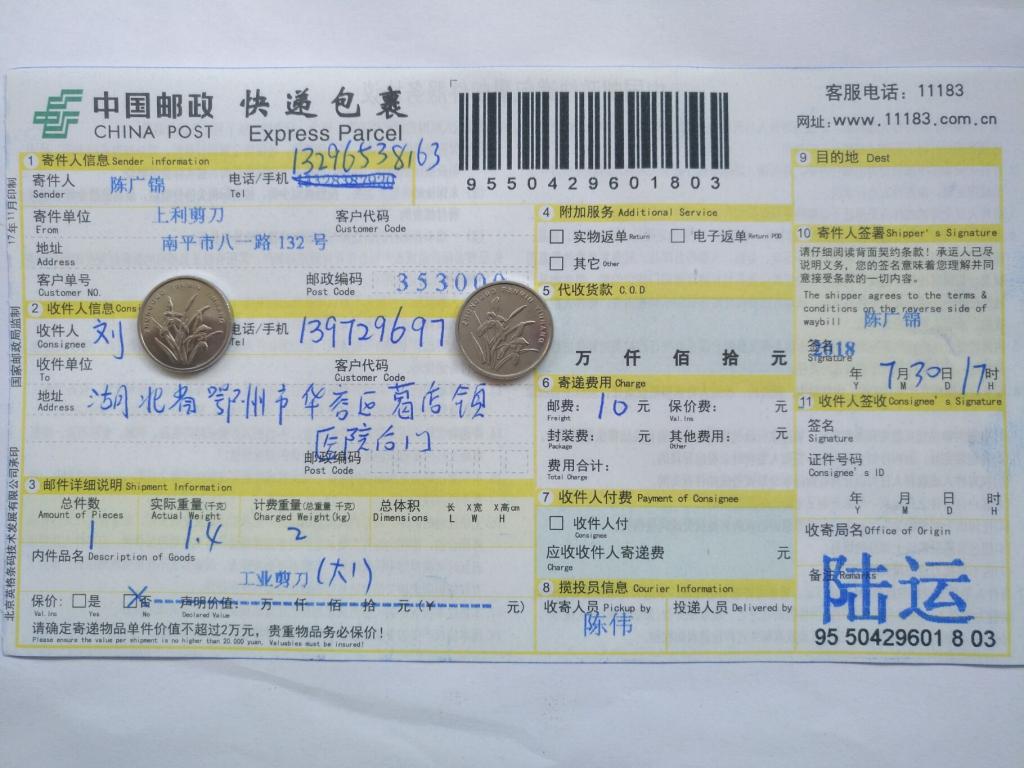 中国邮政 快递包裹
CHINA POST Express Parcel
9550429601803
客服电话：11183
网址：www.11183.com.cn
1 寄件人信息 Sender information
13296538163
寄件人 陈广锦 电话/手机
Sender Tel
寄件单位 上利剪刀 客户代码
From Customer Code
地址 南平市八一路 132 号
Address
客户单号 邮政编码 353000
Customer NO. Post Code
2 收件人信息
收件人 刘 电话/手机 139729697
Consignee Tel
收件单位 客户代码
To Customer Code
地址 湖北省鄂州市华容区葛店镇
Address
医院后门
邮政编码
Post Code
3 邮件详细说明 Shipment Information
总件数 实际重量(千克) 计费重量(总重量 千克) 总体积 长 X宽 X高cm
Amount of Pieces Actual Weight Charged Weight(kg) Dimensions L W H
1 1.4 2
内件品名 Description of Goods
工业剪刀 (大1)
保价： 是 否 声明价值： 万 仟 佰 拾 元(￥ 元)
Val.Ins Yes No Declared Value
请确定寄递物品单件价值不超过2万元，贵重物品务必保价！
Please ensure the value per shipment is no higher than 20,000 yuan. Valuables must be insured!
4 附加服务 Additional Service
实物返单 Return 电子返单 Return POD
其它 Other
5 代收货款 C.O.D
万 仟 佰 拾 元
6 寄递费用 Charge
邮费： 10 元 保价费： 元
Freight Val.Ins
封装费： 元 其他费用： 元
Package Other
费用合计： 元
Total Charge
7 收件人付费 Payment of Consignee
收件人付
Consignee
应收收件人寄递费 元
Charge
8 揽投员信息 Courier Information
收寄人员 Pickup by 投递人员 Delivered by
陈伟
9 目的地 Dest
10 寄件人签署 Shipper's Signature
请仔细阅读背面契约条款！承运人已尽
说明义务，您的签名意味着您理解并同
意接受条款的一切内容。
The shipper agrees to the terms &
conditions on the reverse side of
waybill
陈广锦
签名 2018
Signature
年 7月 30日 17时
Y M D H
11 收件人签收 Consignee's Signature
签名
Signature
证件号码
Consignee's ID
年 月 日 时
Y M D H
收寄局名 Office of Origin
备注 Remarks
陆运
95 50429601 8 03
17年11月印制
国家邮政局监制
北京英格条码技术发展有限公司承印